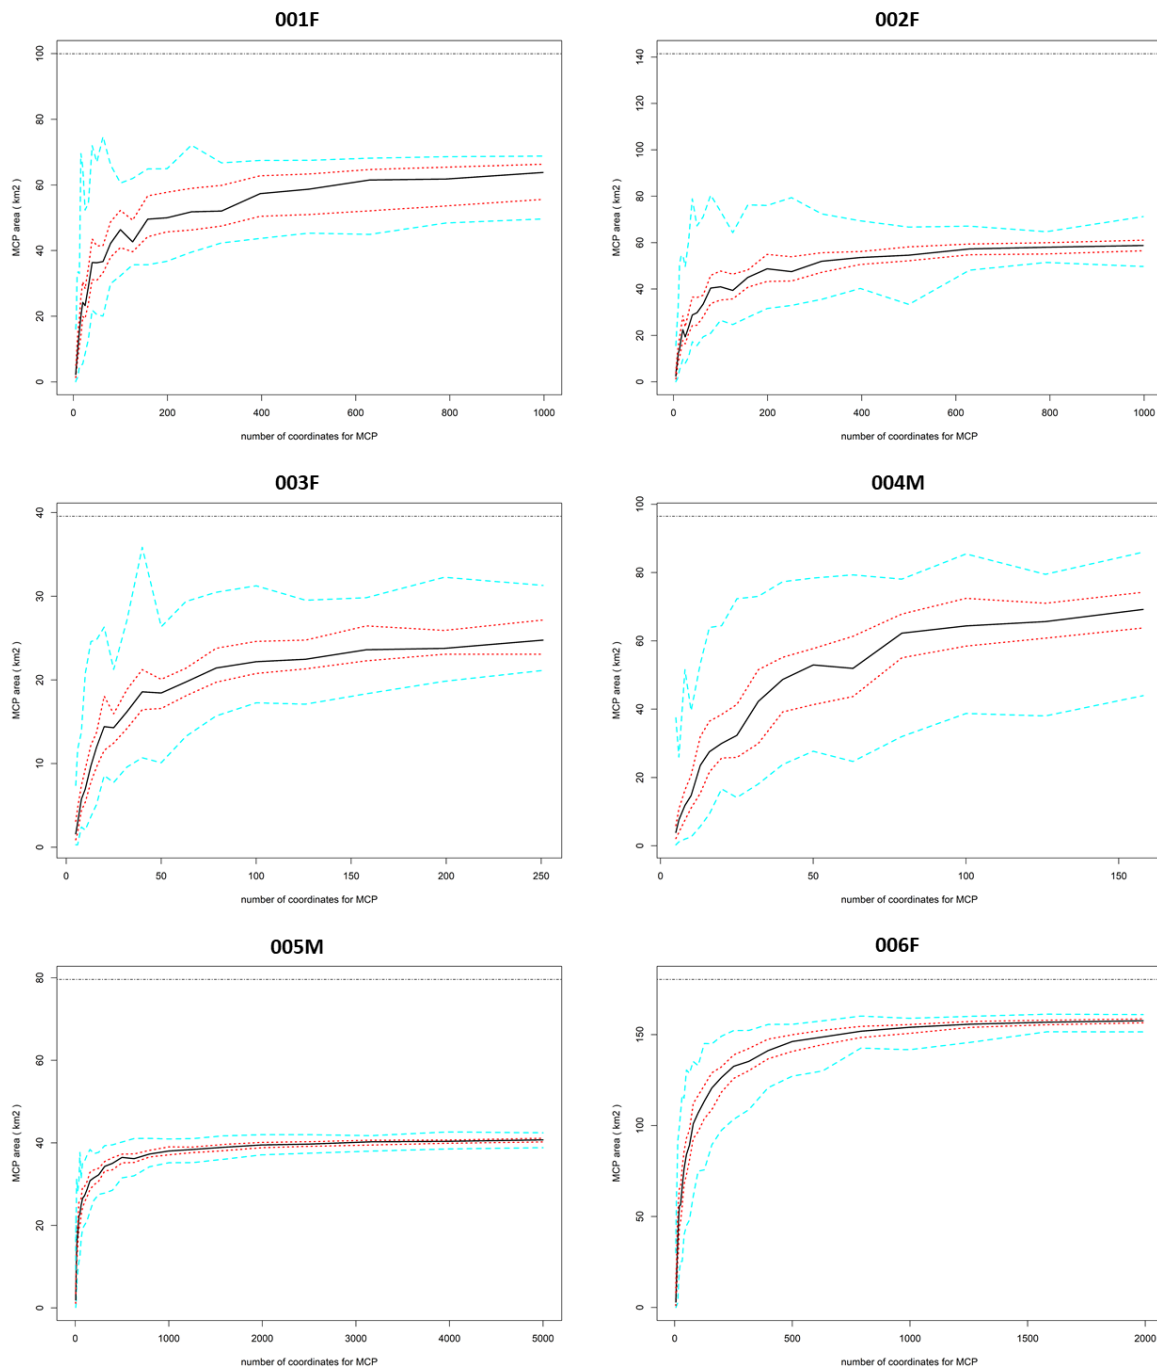 001F
100
80
60
40
20
0
MCP area ( km2 )
0 200 400 600 800 1000
number of coordinates for MCP
002F
140
120
100
80
60
40
20
0
MCP area ( km2 )
0 200 400 600 800 1000
number of coordinates for MCP
003F
40
30
20
10
0
MCP area ( km2 )
0 50 100 150 200 250
number of coordinates for MCP
004M
100
80
60
40
20
0
MCP area ( km2 )
0 50 100 150
number of coordinates for MCP
005M
80
60
40
20
0
MCP area ( km2 )
0 1000 2000 3000 4000 5000
number of coordinates for MCP
006F
150
100
50
0
MCP area ( km2 )
0 500 1000 1500 2000
number of coordinates for MCP